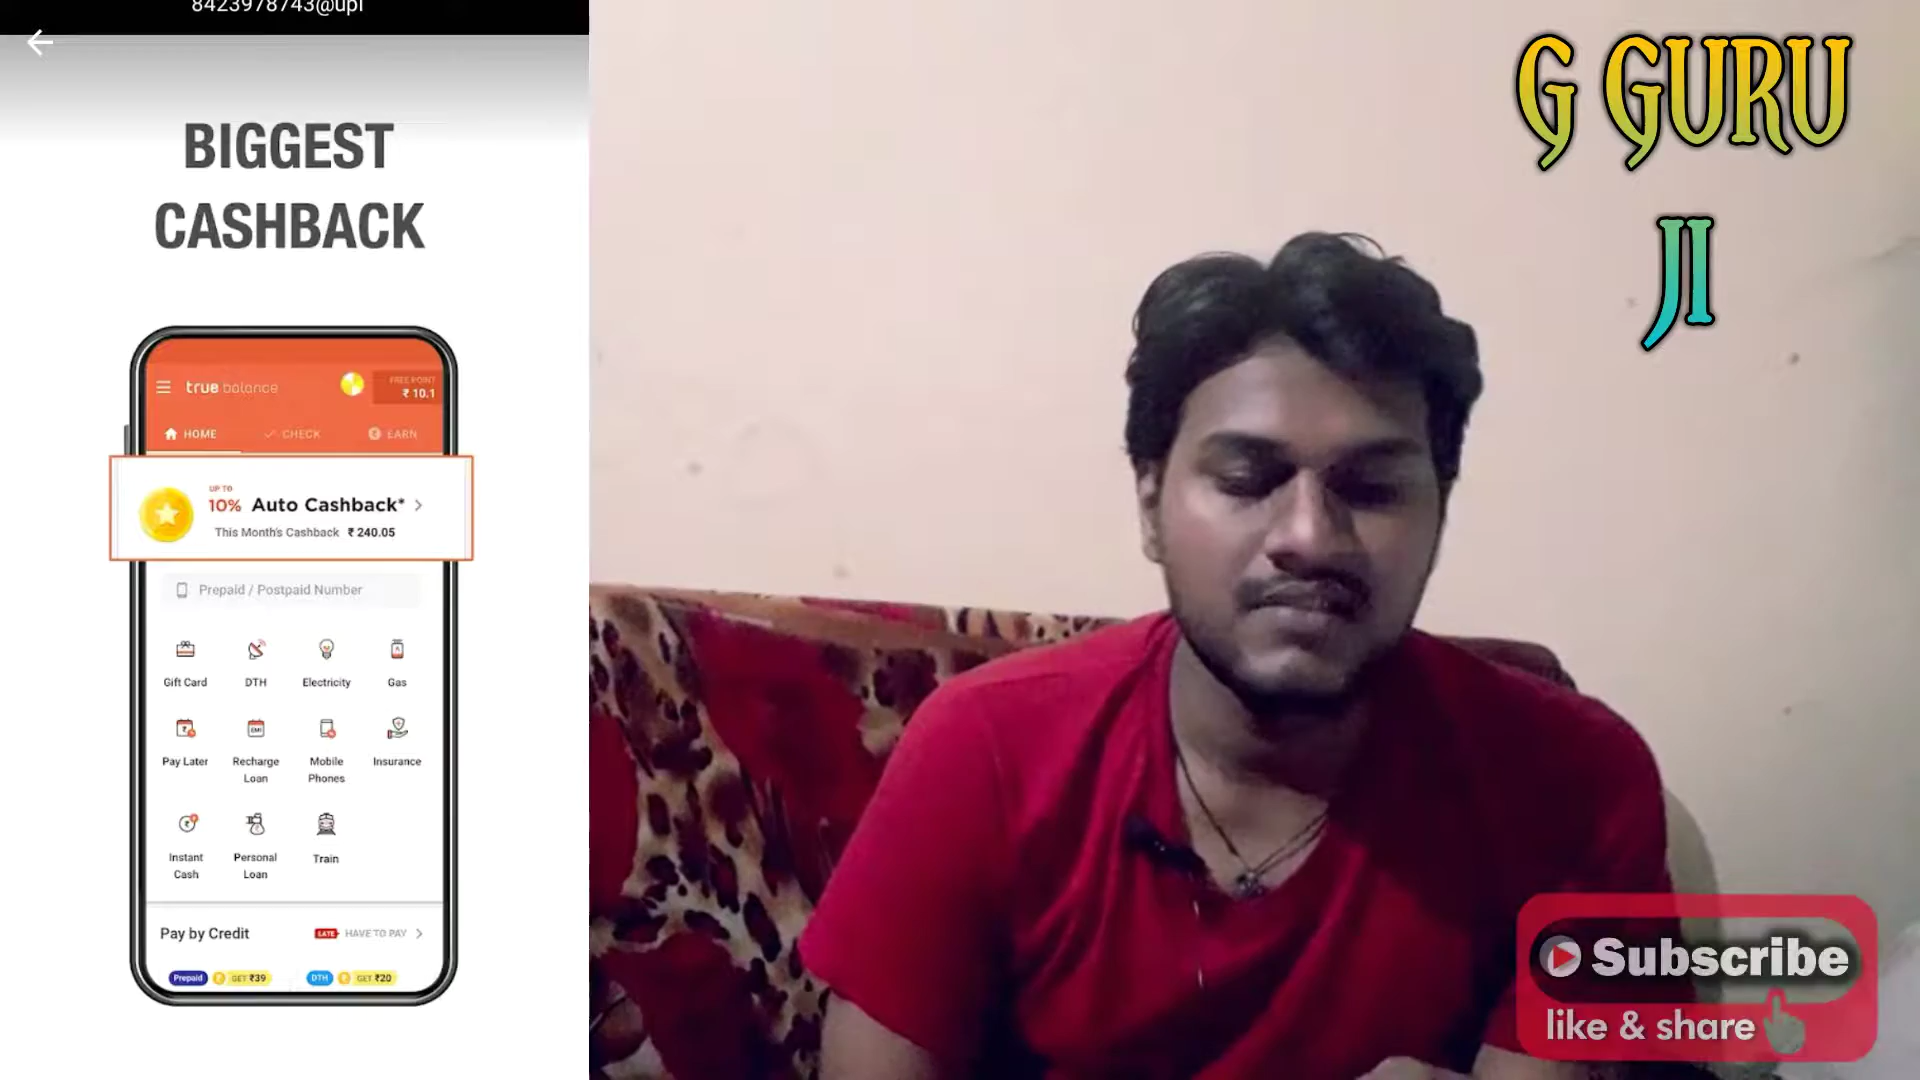 8423978743@upi
BIGGEST
CASHBACK
true balance
FREE POINT
₹ 10.1
HOME
CHECK
EARN
UP TO
10% Auto Cashback*
This Month's Cashback ₹ 240.05
Prepaid / Postpaid Number
Gift Card
DTH
Electricity
Gas
Pay Later
Recharge
Loan
EMI
Mobile
Phones
Insurance
Instant
Cash
Personal
Loan
Train
Pay by Credit
LATE
HAVE TO PAY
Prepaid
GET ₹39
DTH
GET ₹20
G GURU
JI
Subscribe
like & share